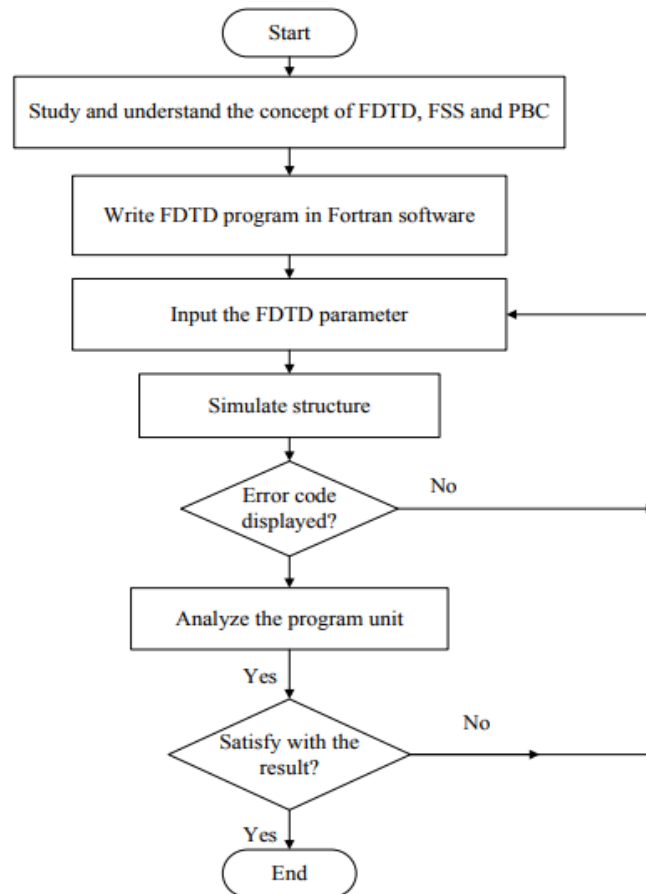 Start
Study and understand the concept of FDTD, FSS and PBC
Write FDTD program in Fortran software
Input the FDTD parameter
Simulate structure
Error code
displayed?
No
Analyze the program unit
Yes
Satisfy with the
result?
No
Yes
End